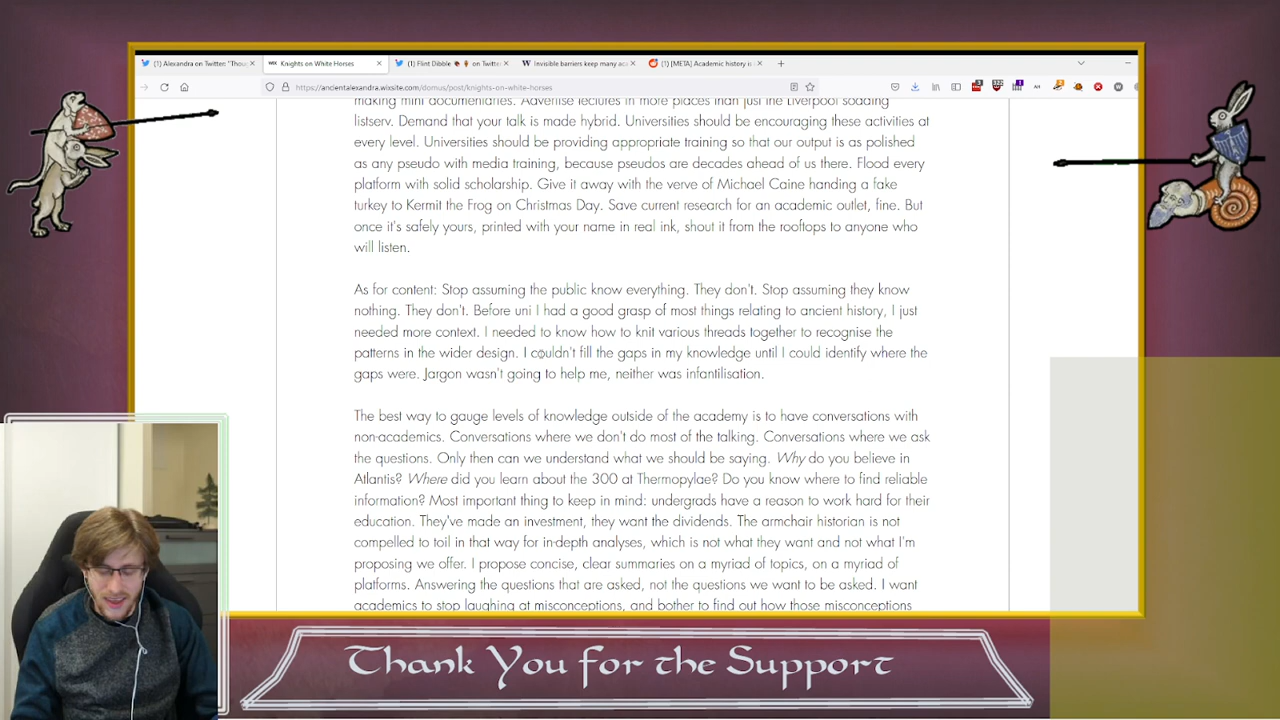 (1) Alexandra on Twitter: "Thou
Knights on White Horses
(1) Flint Dibble on Twitter
Invisible barriers keep many ac
(1) [META] Academic history is
https://ancientalexandra.wixsite.com/domus/post/knights-on-white-horses
making mini documentaries. Advertise lectures in more places than just the Liverpool soading
listserv. Demand that your talk is made hybrid. Universities should be encouraging these activities at
every level. Universities should be providing appropriate training so that our output is as polished
as any pseudo with media training, because pseudos are decades ahead of us there. Flood every
platform with solid scholarship. Give it away with the verve of Michael Caine handing a fake
turkey to Kermit the Frog on Christmas Day. Save current research for an academic outlet, fine. But
once it's safely yours, printed with your name in real ink, shout it from the rooftops to anyone who
will listen.
As for content: Stop assuming the public know everything. They don't. Stop assuming they know
nothing. They don't. Before uni I had a good grasp of most things relating to ancient history, I just
needed more context. I needed to know how to knit various threads together to recognise the
patterns in the wider design. I couldn't fill the gaps in my knowledge until I could identify where the
gaps were. Jargon wasn't going to help me, neither was infantilisation.
The best way to gauge levels of knowledge outside of the academy is to have conversations with
non-academics. Conversations where we don't do most of the talking. Conversations where we ask
the questions. Only then can we understand what we should be saying. Why do you believe in
Atlantis? Where did you learn about the 300 at Thermopylae? Do you know where to find reliable
information? Most important thing to keep in mind: undergrads have a reason to work hard for their
education. They've made an investment, they want the dividends. The armchair historian is not
compelled to toil in that way for in-depth analyses, which is not what they want and not what I'm
proposing we offer. I propose concise, clear summaries on a myriad of topics, on a myriad of
platforms. Answering the questions that are asked, not the questions we want to be asked. I want
academics to stop laughing at misconceptions, and bother to find out how those misconceptions
Thank You for the Support